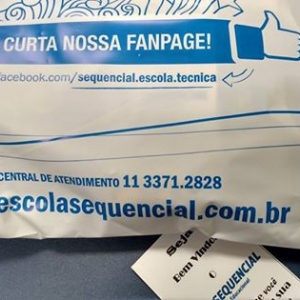 CURTA NOSSA FANPAGE!
facebook.com/sequencial.escola.tecnica
CENTRAL DE ATENDIMENTO 11 3371.2828
escolasequencial.com.br
Seja
Bem Vindo
SEQUENCIAL
você